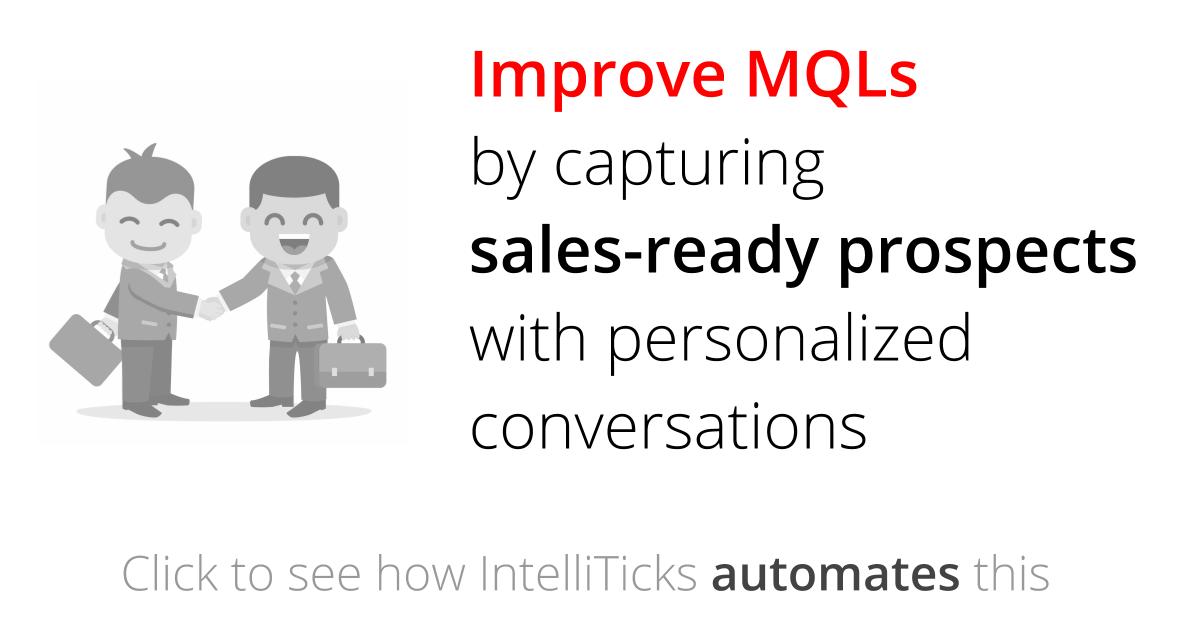 Improve MQLs
by capturing
sales-ready prospects
with personalized
conversations
Click to see how IntelliTicks automates this